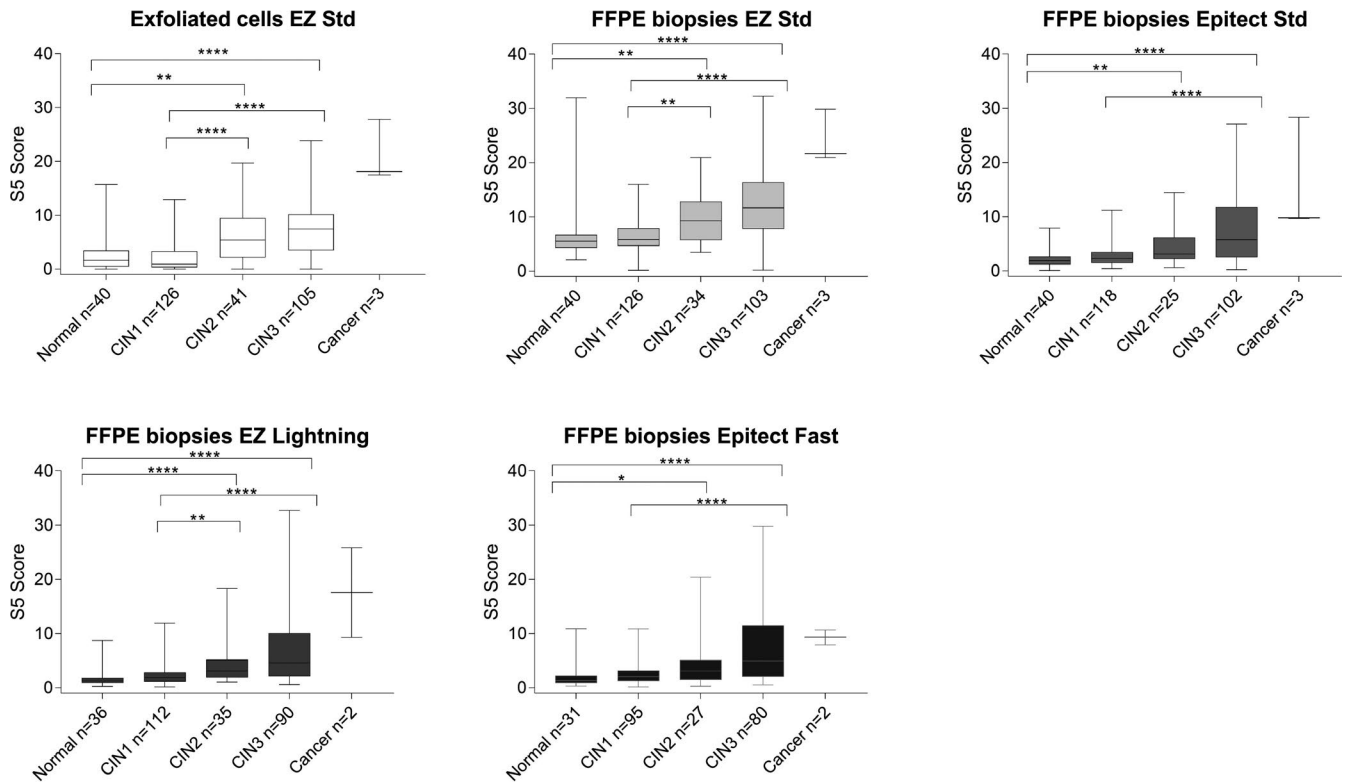 Exfoliated cells EZ Std
40
30
20
10
0
S5 Score
****
**
****
****
Normal n=40
CIN1 n=126
CIN2 n=41
CIN3 n=105
Cancer n=3
FFPE biopsies EZ Std
40
30
20
10
0
S5 Score
****
**
****
**
Normal n=40
CIN1 n=126
CIN2 n=34
CIN3 n=103
Cancer n=3
FFPE biopsies Epitect Std
40
30
20
10
0
S5 Score
****
**
****
Normal n=40
CIN1 n=118
CIN2 n=25
CIN3 n=102
Cancer n=3
FFPE biopsies EZ Lightning
40
30
20
10
0
S5 Score
****
****
****
**
Normal n=36
CIN1 n=112
CIN2 n=35
CIN3 n=90
Cancer n=2
FFPE biopsies Epitect Fast
40
30
20
10
0
S5 Score
****
*
****
Normal n=31
CIN1 n=95
CIN2 n=27
CIN3 n=80
Cancer n=2